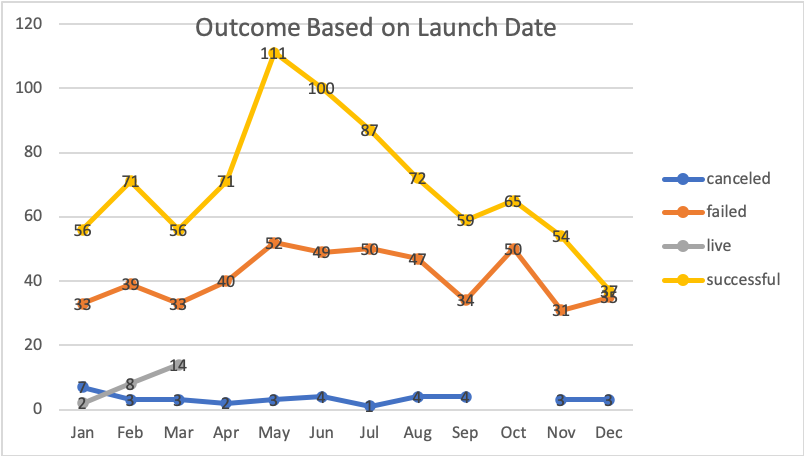 Outcome Based on Launch Date
120
100
80
60
40
20
0
56 71 56 71 111 100 87 72 59 65 54 37
33 39 33 40 52 49 50 47 34 50 31 35
2 8 14
7 3 3 2 3 4 1 4 4 3 3
Jan Feb Mar Apr May Jun Jul Aug Sep Oct Nov Dec
canceled
failed
live
successful